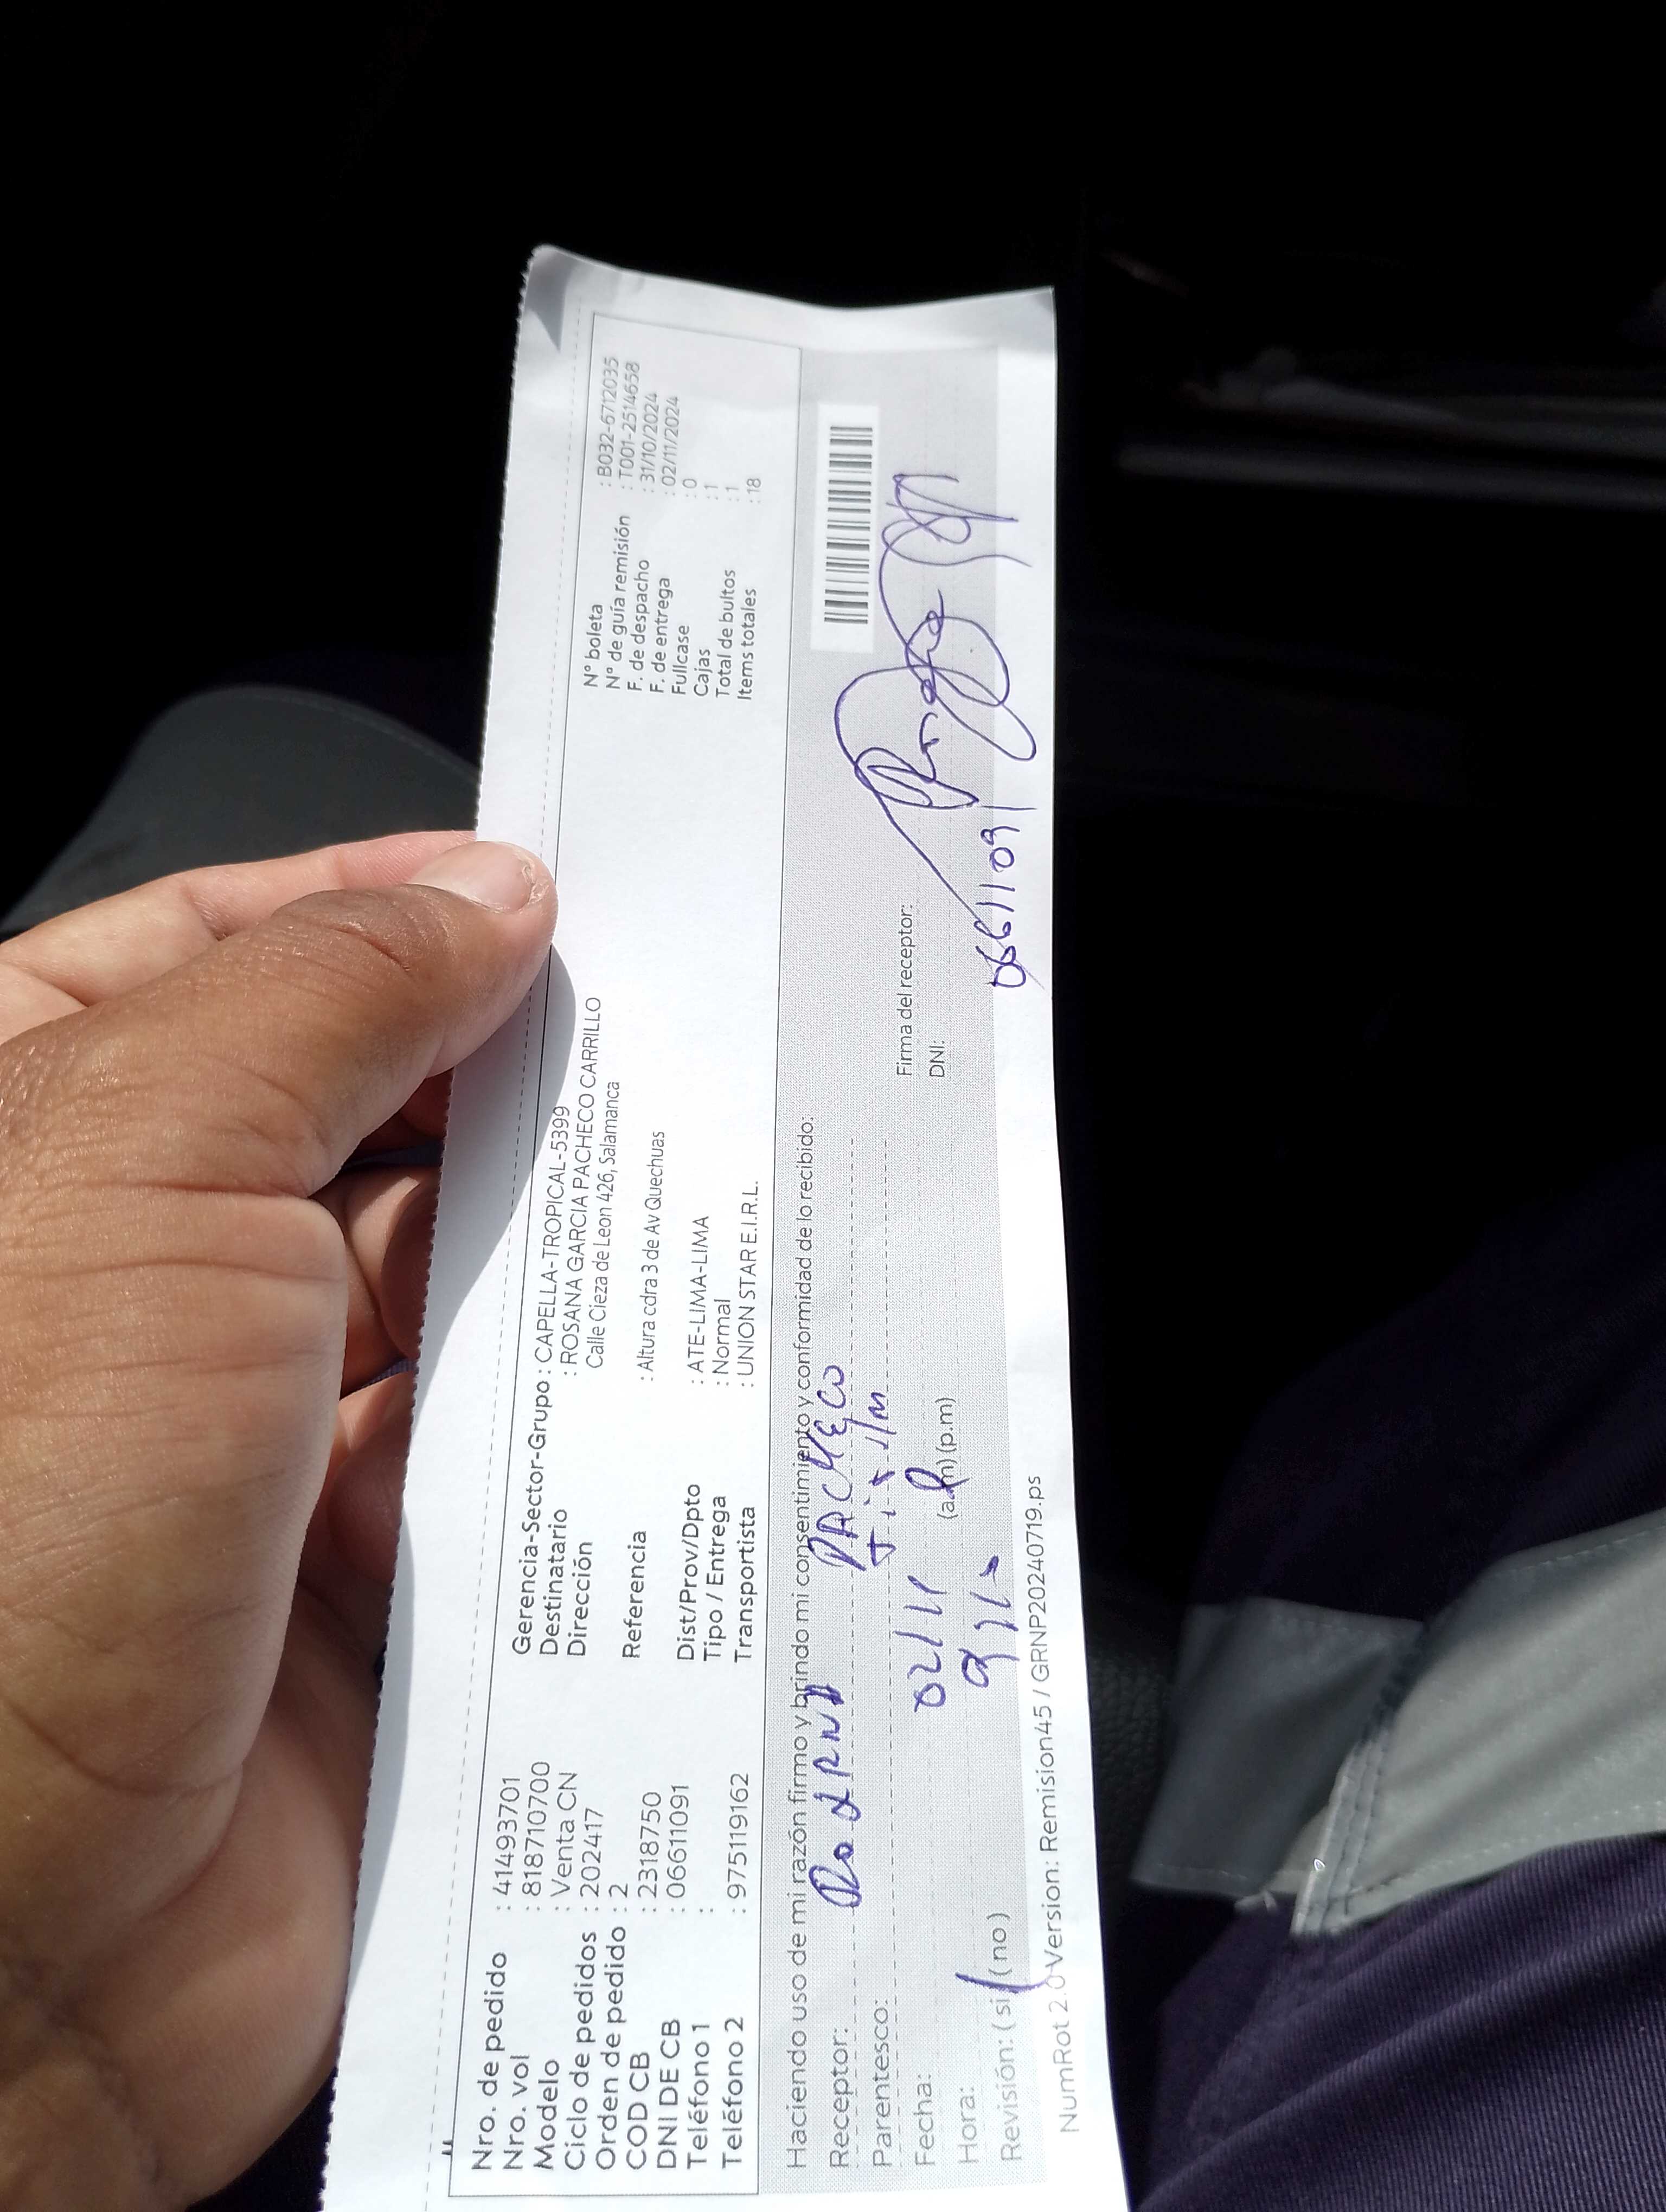 Nro. de pedido : 41493701
Nro. vol : 818710700
Modelo : Venta CN
Ciclo de pedidos : 202417
Orden de pedido : 2
COD CB : 2318750
DNI DE CB : 06611091
Teléfono 1 :
Teléfono 2 : 975119162
Gerencia-Sector-Grupo : CAPELLA-TROPICAL-5399
Destinatario : ROSANA GARCIA PACHECO CARRILLO
Dirección Calle Cieza de Leon 426, Salamanca
Referencia : Altura cdra 3 de Av Quechuas
Dist/Prov/Dpto : ATE-LIMA-LIMA
Tipo / Entrega : Normal
Transportista : UNION STAR E.I.R.L.
N° boleta : B032-6712035
N° de guía remisión : T001-2514658
F. de despacho : 31/10/2024
F. de entrega : 02/11/2024
Fullcase : 0
Cajas : 1
Total de bultos : 1
Items totales : 18
Haciendo uso de mi razón firmo y brindo mi consentimiento y conformidad de lo recibido:
Receptor: PACHECO
Parentesco:
Fecha: 02/11
Hora: (a.m) (p.m)
Revisión: ( si ) ( no )
Firma del receptor:
DNI: 06611091
NumRot 2.0-Version: Remision45 / GRNP20240719.ps